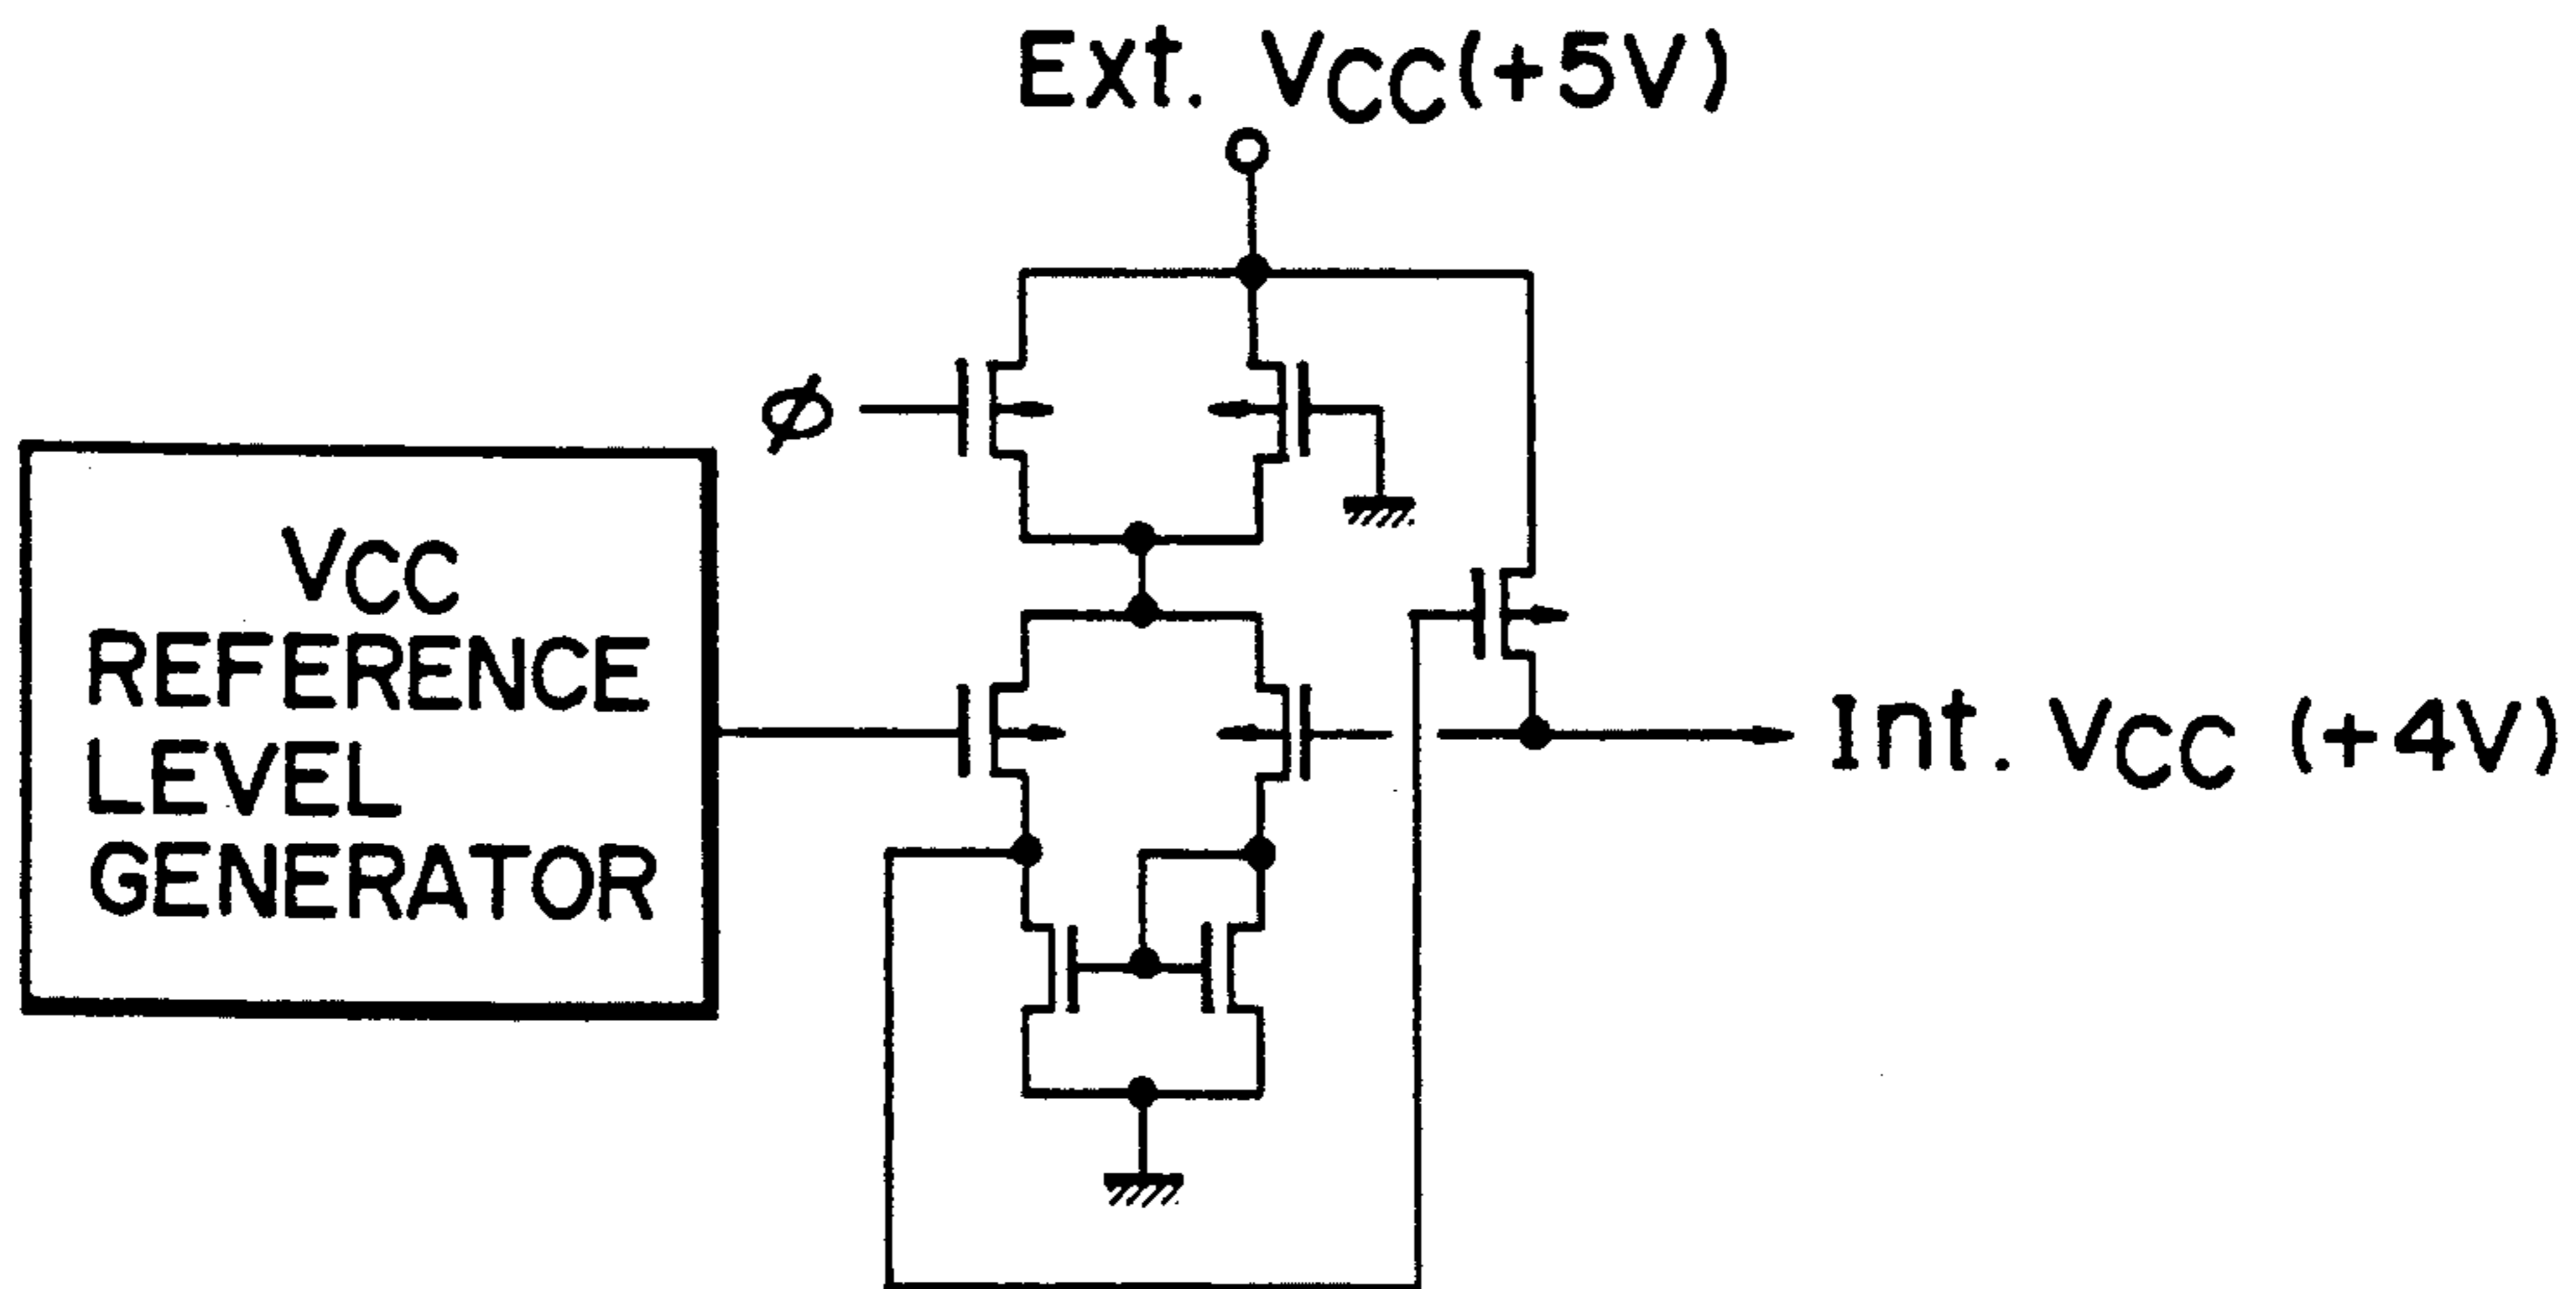 Ext. VCC(+5V)
ϕ
VCC
REFERENCE
LEVEL
GENERATOR
Int. VCC (+4V)